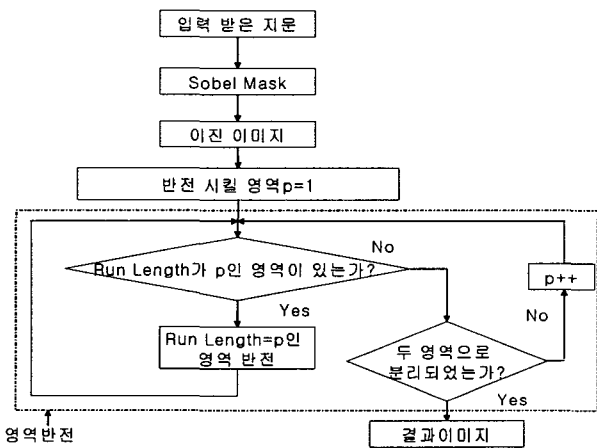 입력 받은 지문
Sobel Mask
이진 이미지
반전 시킬 영역p=1
No
Run Length가 p인 영역이 있는가?
p++
Yes
No
Run Length=p인
영역 반전
두 영역으로
분리되었는가?
Yes
영역반전
결과이미지